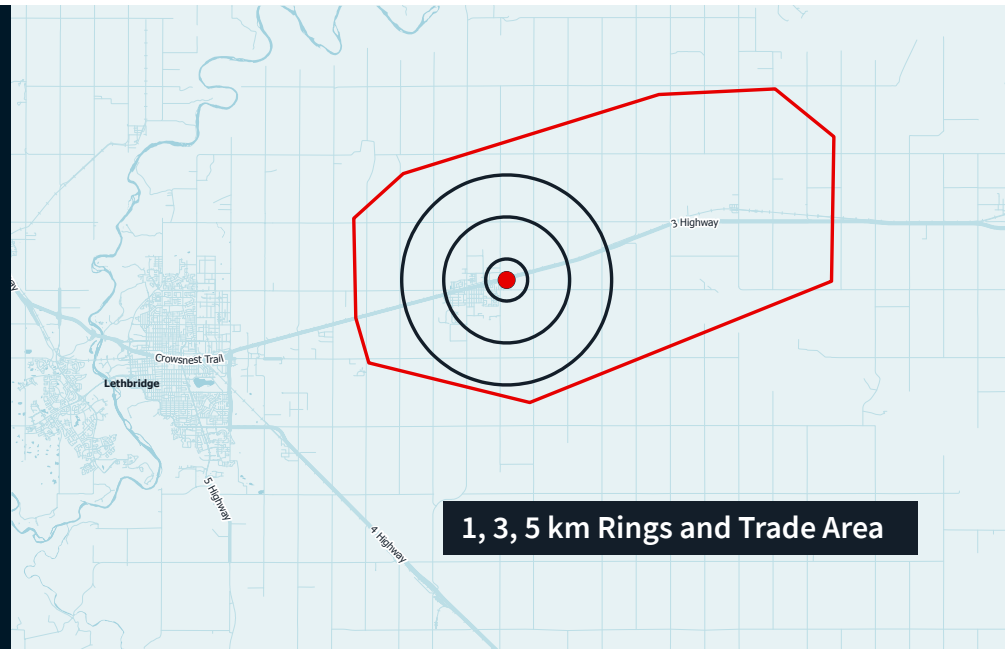 3 Highway
Crowsnest Trail
Lethbridge
5 Highway
4 Highway
1, 3, 5 km Rings and Trade Area